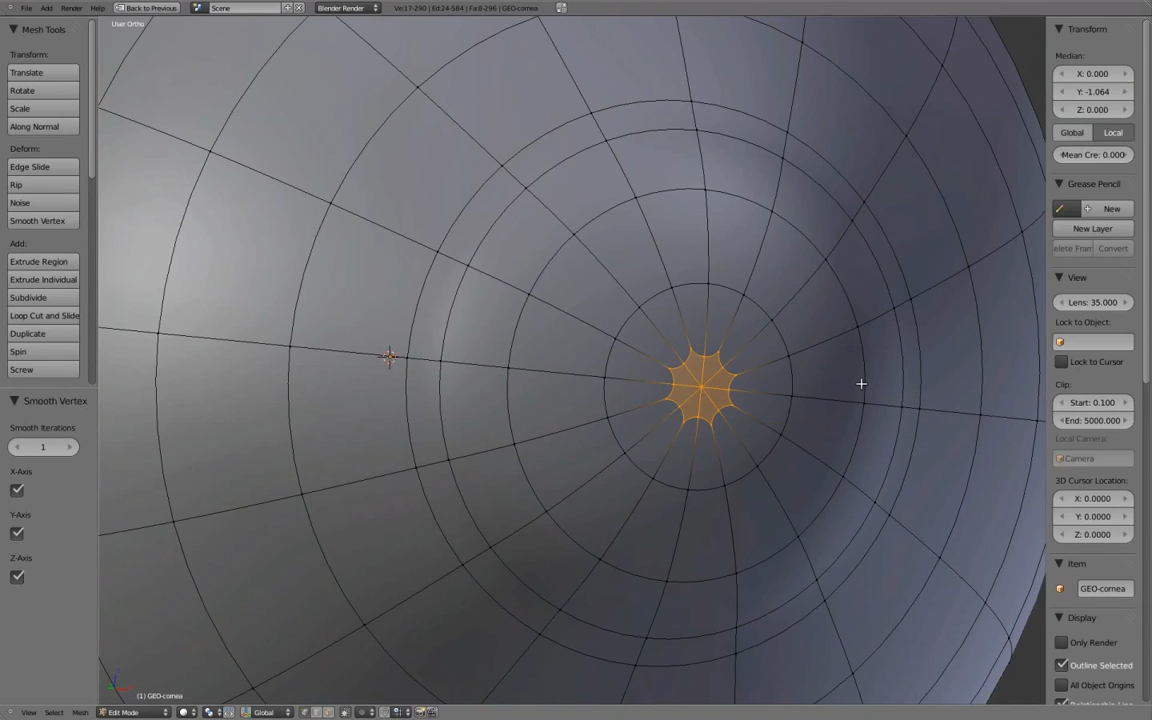 File Add Render Help Back to Previous Scene Blender Render Ve:17-290 | Ed:24-584 | Fa:8-296 | GEO-cornea
User Ortho
Mesh Tools
Transform:
Translate
Rotate
Scale
Along Normal
Deform:
Edge Slide
Rip
Noise
Smooth Vertex
Add:
Extrude Region
Extrude Individual
Subdivide
Loop Cut and Slide
Duplicate
Spin
Screw
Smooth Vertex
Smooth Iterations
1
X-Axis
Y-Axis
Z-Axis
(1) GEO-cornea
View Select Mesh Edit Mode Global
Transform
Median:
X: 0.000
Y: -1.064
Z: 0.000
Global Local
Mean Cre: 0.000
Grease Pencil
New
New Layer
elete Fram Convert
View
Lens: 35.000
Lock to Object:
Lock to Cursor
Clip:
Start: 0.100
End: 5000.000
Local Camera:
Camera
3D Cursor Location:
X: 0.0000
Y: 0.0000
Z: 0.0000
Item
GEO-cornea
Display
Only Render
Outline Selected
All Object Origins